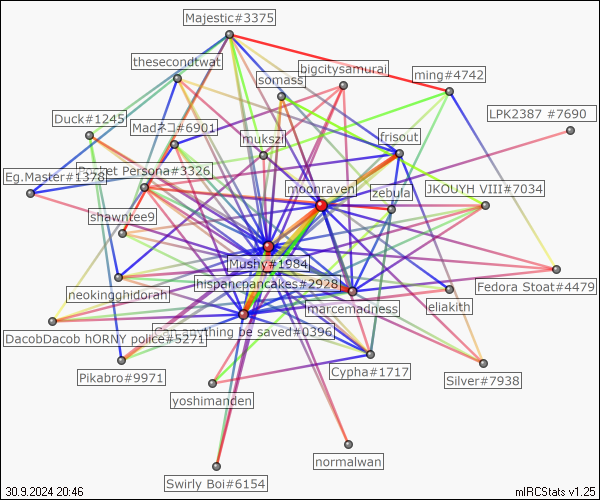 Majestic#3375
thesecondtwat
bigcitysamurai
somass
ming#4742
LPK2387 #7690
Duck#1245
Madネコ#6901
mukszil
frisout
Eg.Master#1378
Pocket Persona#3326
moonraven
zebula
JKOUYH VIII#7034
shawntee9
Mushy#1984
hispancpancakes#2928
Fedora Stoat#4479
neokingghidorah
marcemadness
eliakith
DacobDacob hORNY police#5271
Can anything be saved#0396
Pikabro#9971
Cypha#1717
Silver#7938
yoshimanden
normalwan
Swirly Boi#6154
30.9.2024 20:46
mIRCStats v1.25